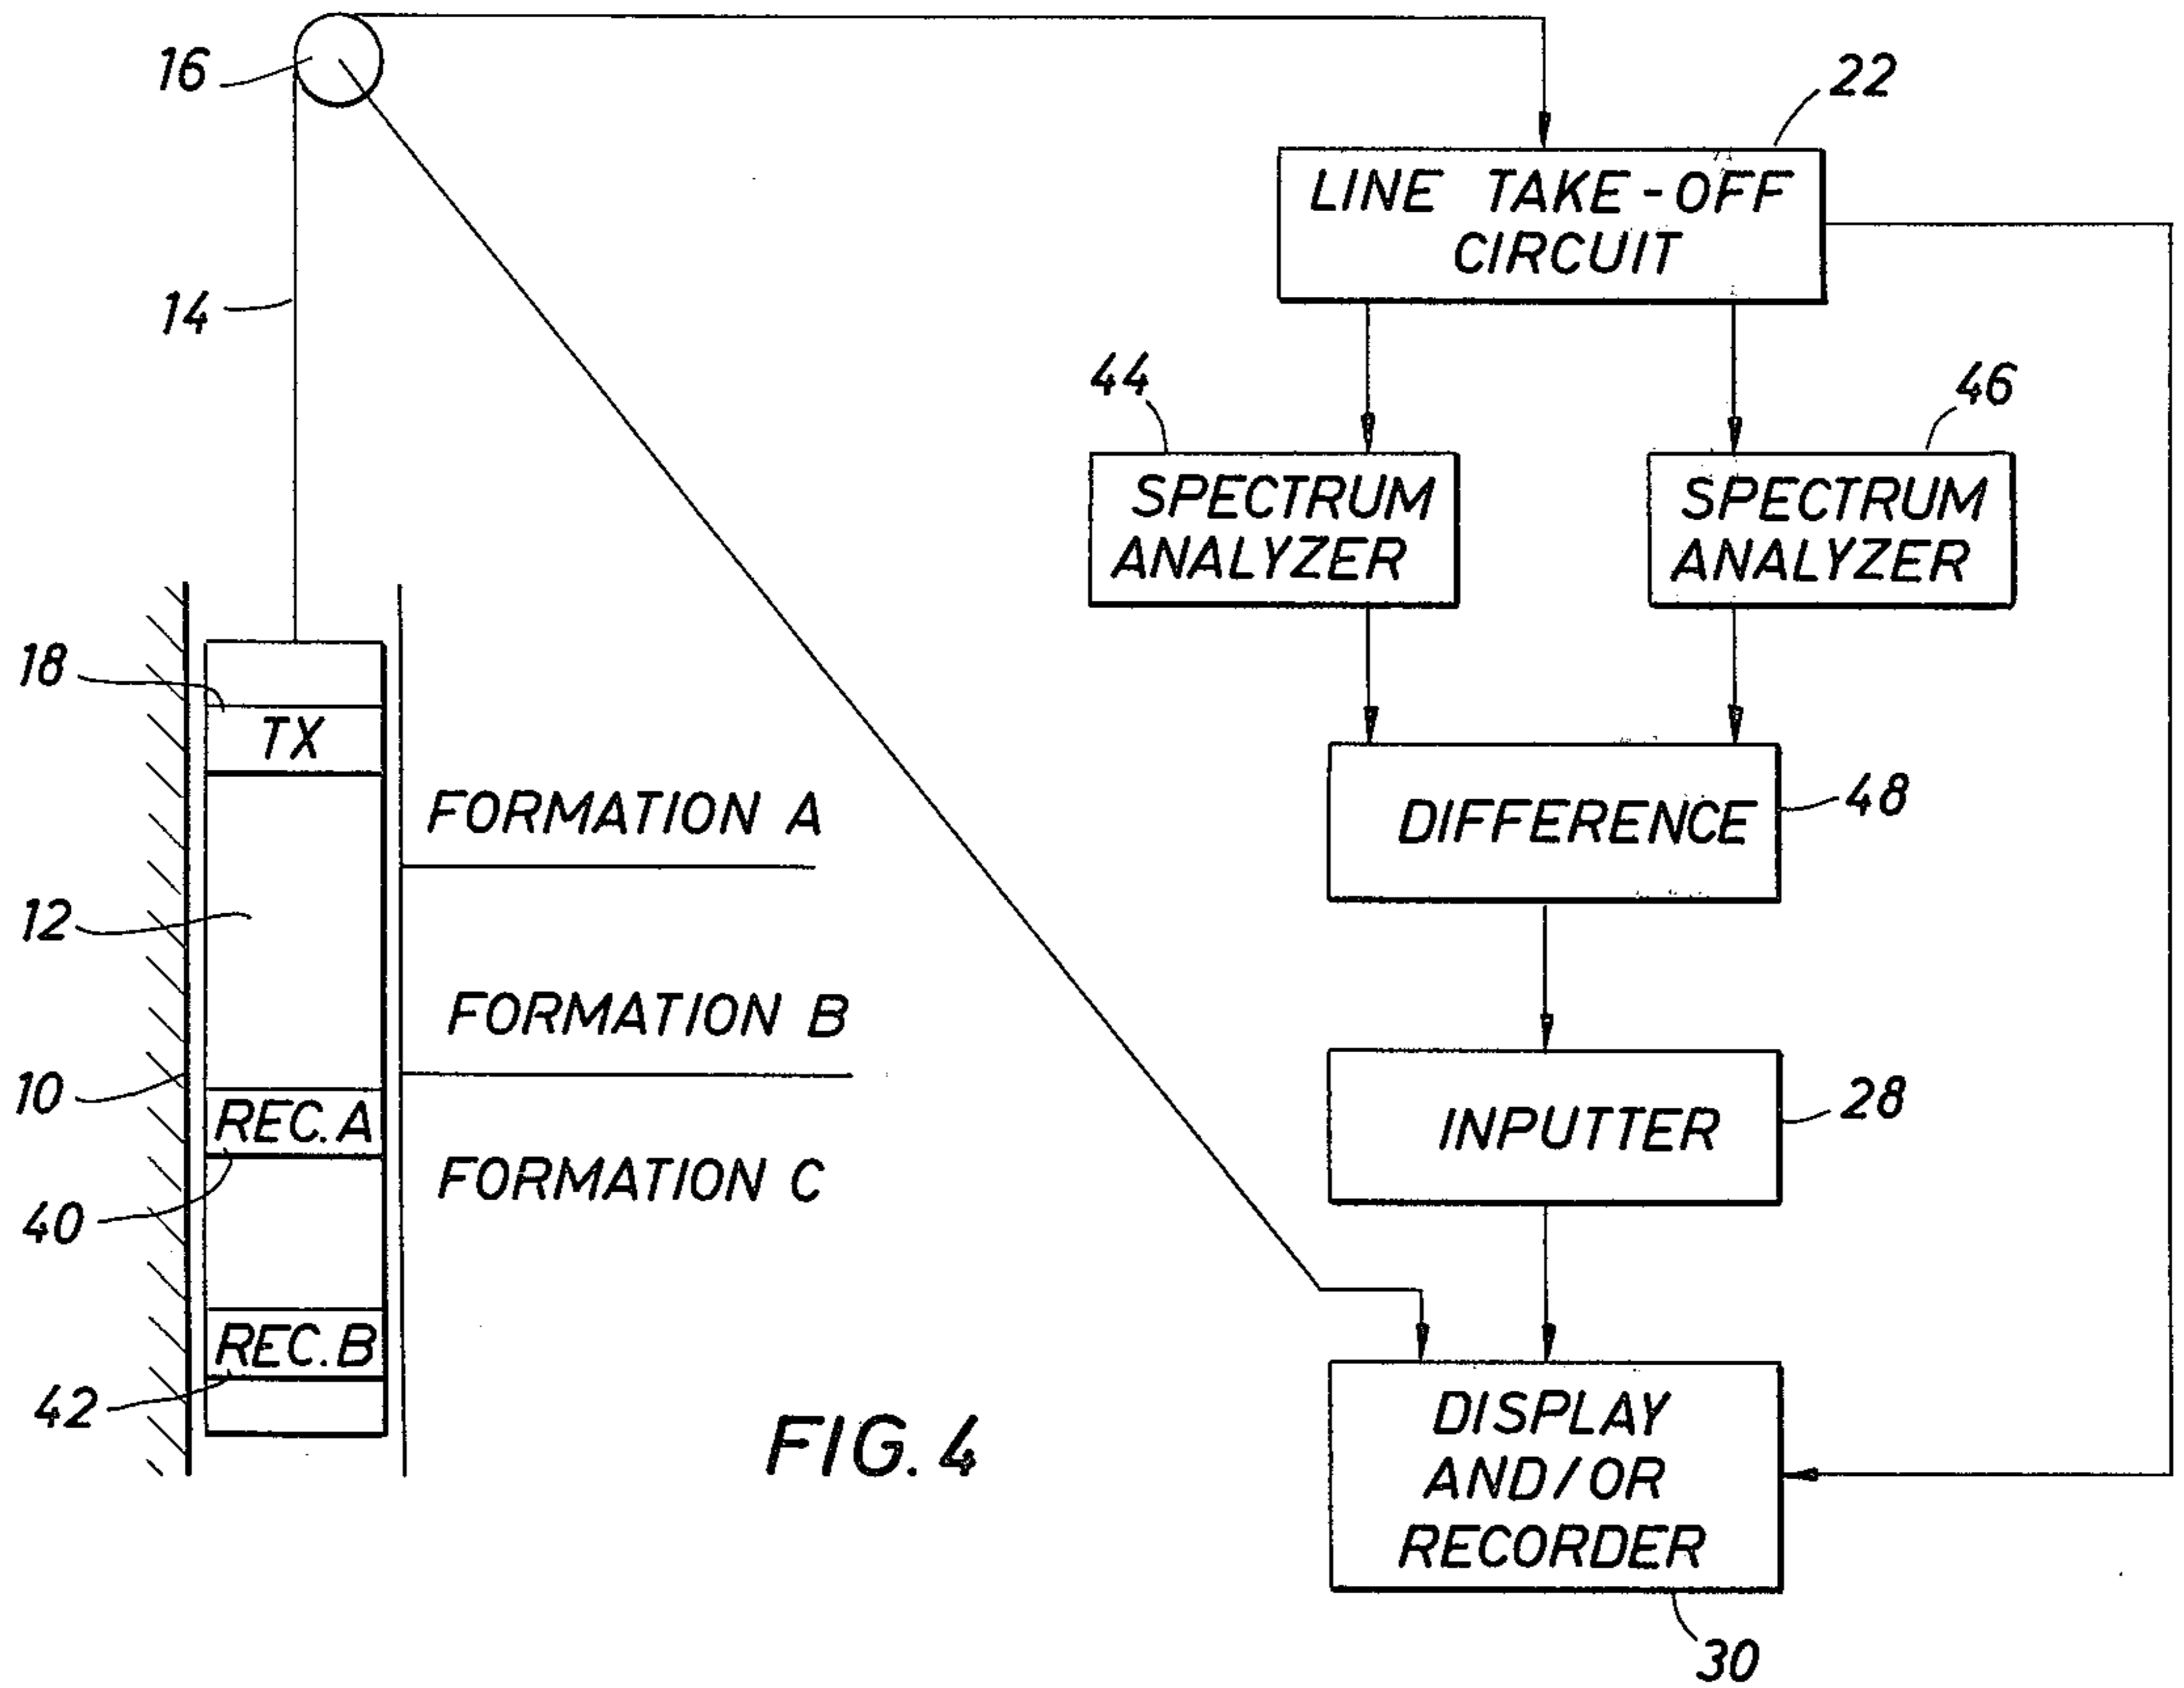 16
22
LINE TAKE-OFF
CIRCUIT
14
44
46
SPECTRUM
ANALYZER
SPECTRUM
ANALYZER
18
TX
FORMATION A
DIFFERENCE
48
12
FORMATION B
10
REC. A
INPUTTER
28
FORMATION C
40
REC. B
42
DISPLAY
AND/OR
RECORDER
FIG. 4
30